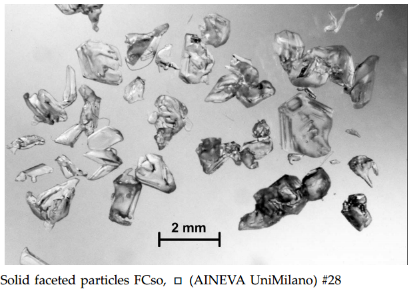 2 mm
Solid faceted particles FCso, □ (AINEVA UniMilano) #28